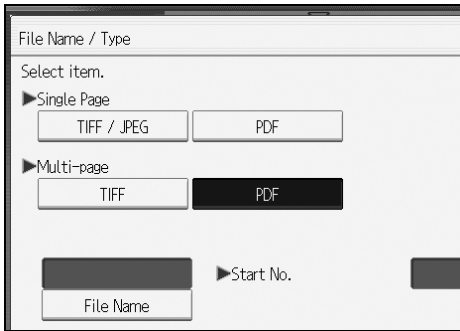 File Name / Type
Select item.
▶Single Page
TIFF / JPEG PDF
▶Multi-page
TIFF PDF
▶Start No.
File Name